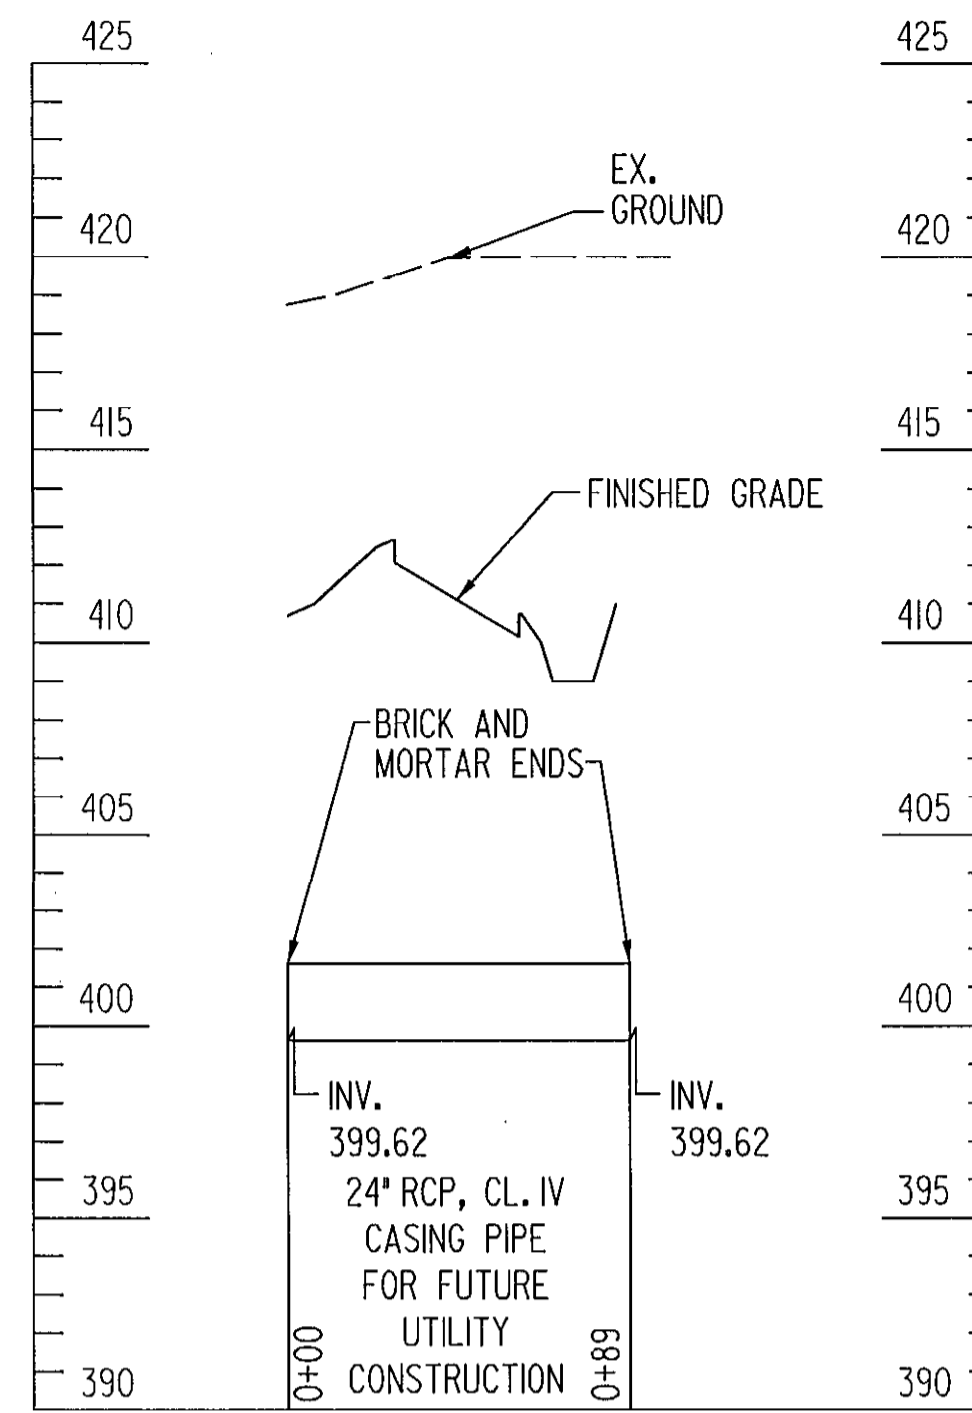 425 425
EX.
GROUND
420 420
415 415
FINISHED GRADE
410 410
BRICK AND
MORTAR ENDS
405 405
400 400
INV.
399.62
INV.
399.62
395 395
24" RCP, CL. IV
CASING PIPE
FOR FUTURE
UTILITY
CONSTRUCTION
0+00
0+89
390 390